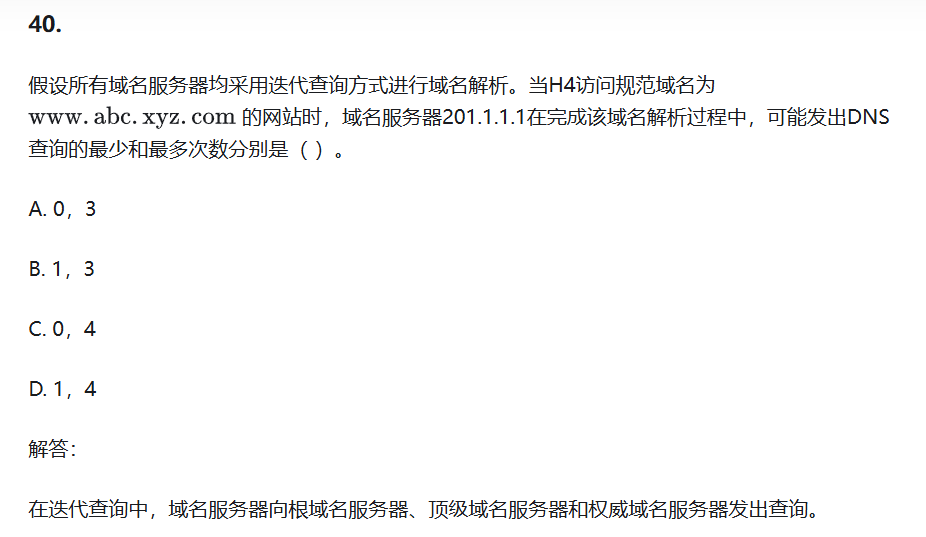 40.
假设所有域名服务器均采用迭代查询方式进行域名解析。当H4访问规范域名为
www.abc.xyz.com 的网站时，域名服务器201.1.1.1在完成该域名解析过程中，可能发出DNS
查询的最少和最多次数分别是（ ）。
A. 0，3
B. 1，3
C. 0，4
D. 1，4
解答：
在迭代查询中，域名服务器向根域名服务器、顶级域名服务器和权威域名服务器发出查询。